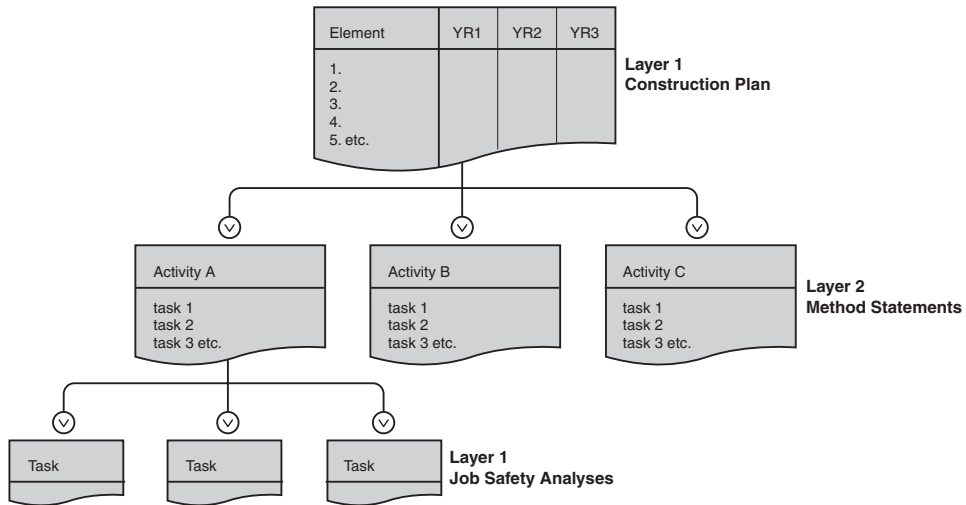 Element YR1 YR2 YR3
1.
2.
3.
4.
5. etc.
Layer 1
Construction Plan
Activity A
task 1
task 2
task 3 etc.
Activity B
task 1
task 2
task 3 etc.
Activity C
task 1
task 2
task 3 etc.
Layer 2
Method Statements
Task
Task
Task
Layer 1
Job Safety Analyses